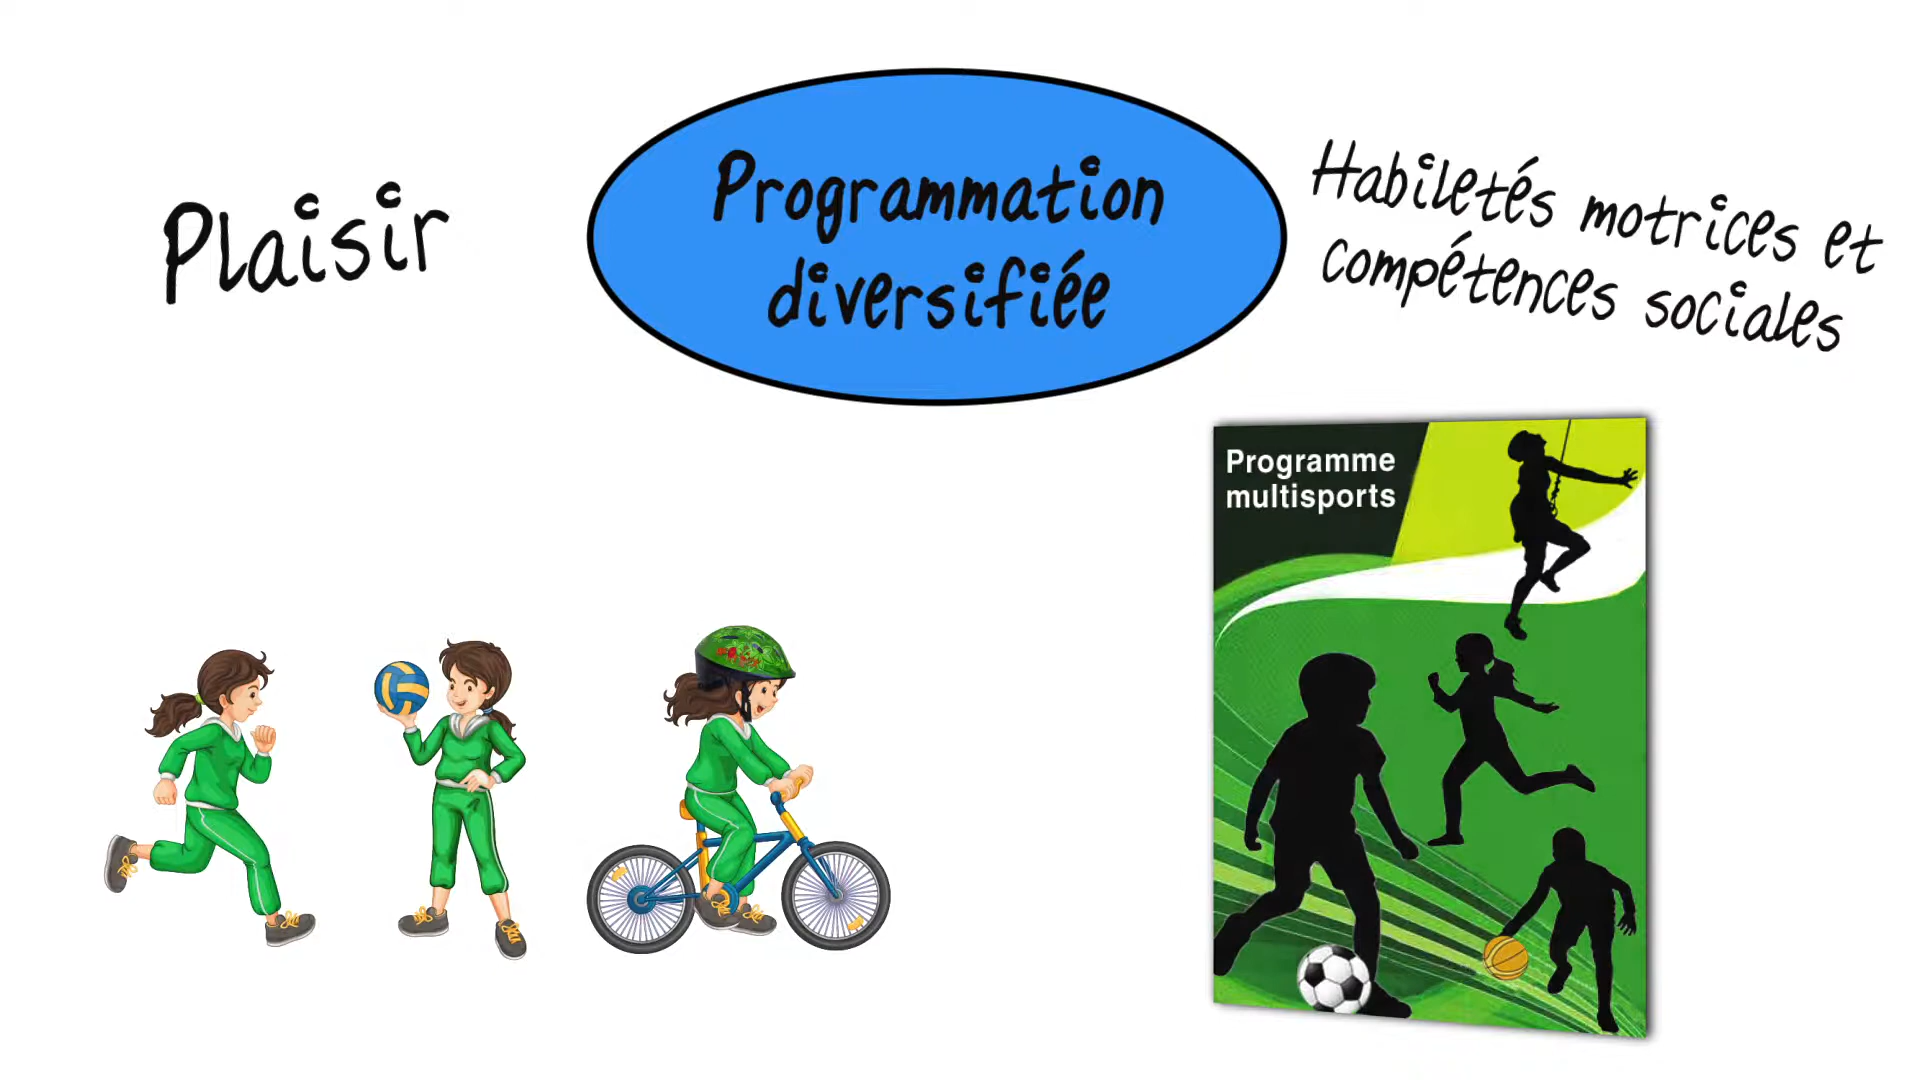 Plaisir
Programmation
diversifiée
Habiletés motrices et
compétences sociales
Programme
multisports